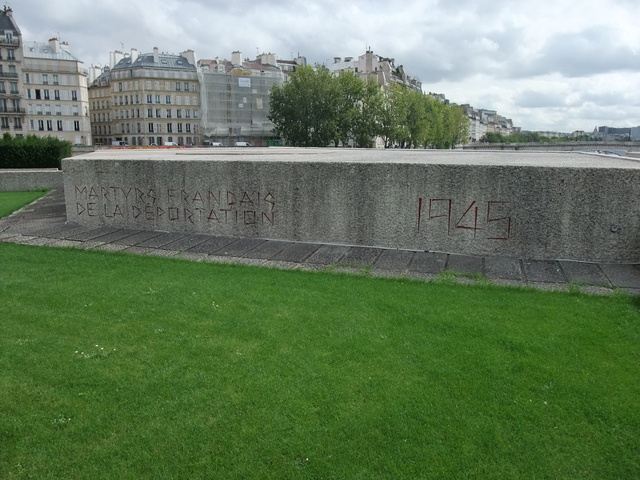 MARTYRS FRANÇAIS
DE LA DÉPORTATION
1945